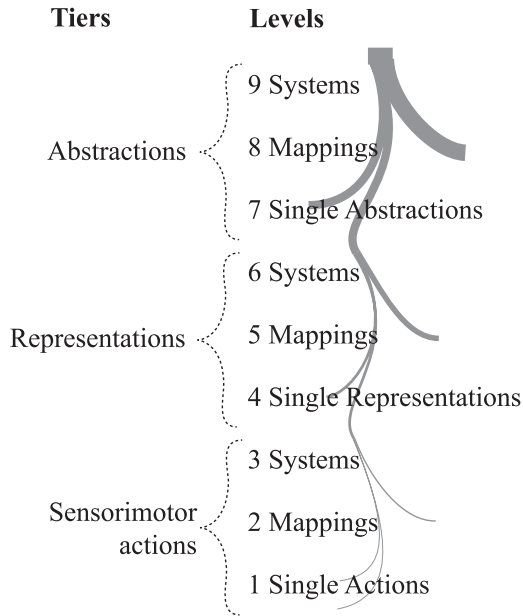 Tiers Levels
9 Systems
Abstractions 8 Mappings
7 Single Abstractions
6 Systems
Representations 5 Mappings
4 Single Representations
3 Systems
Sensorimotor 2 Mappings
actions
1 Single Actions